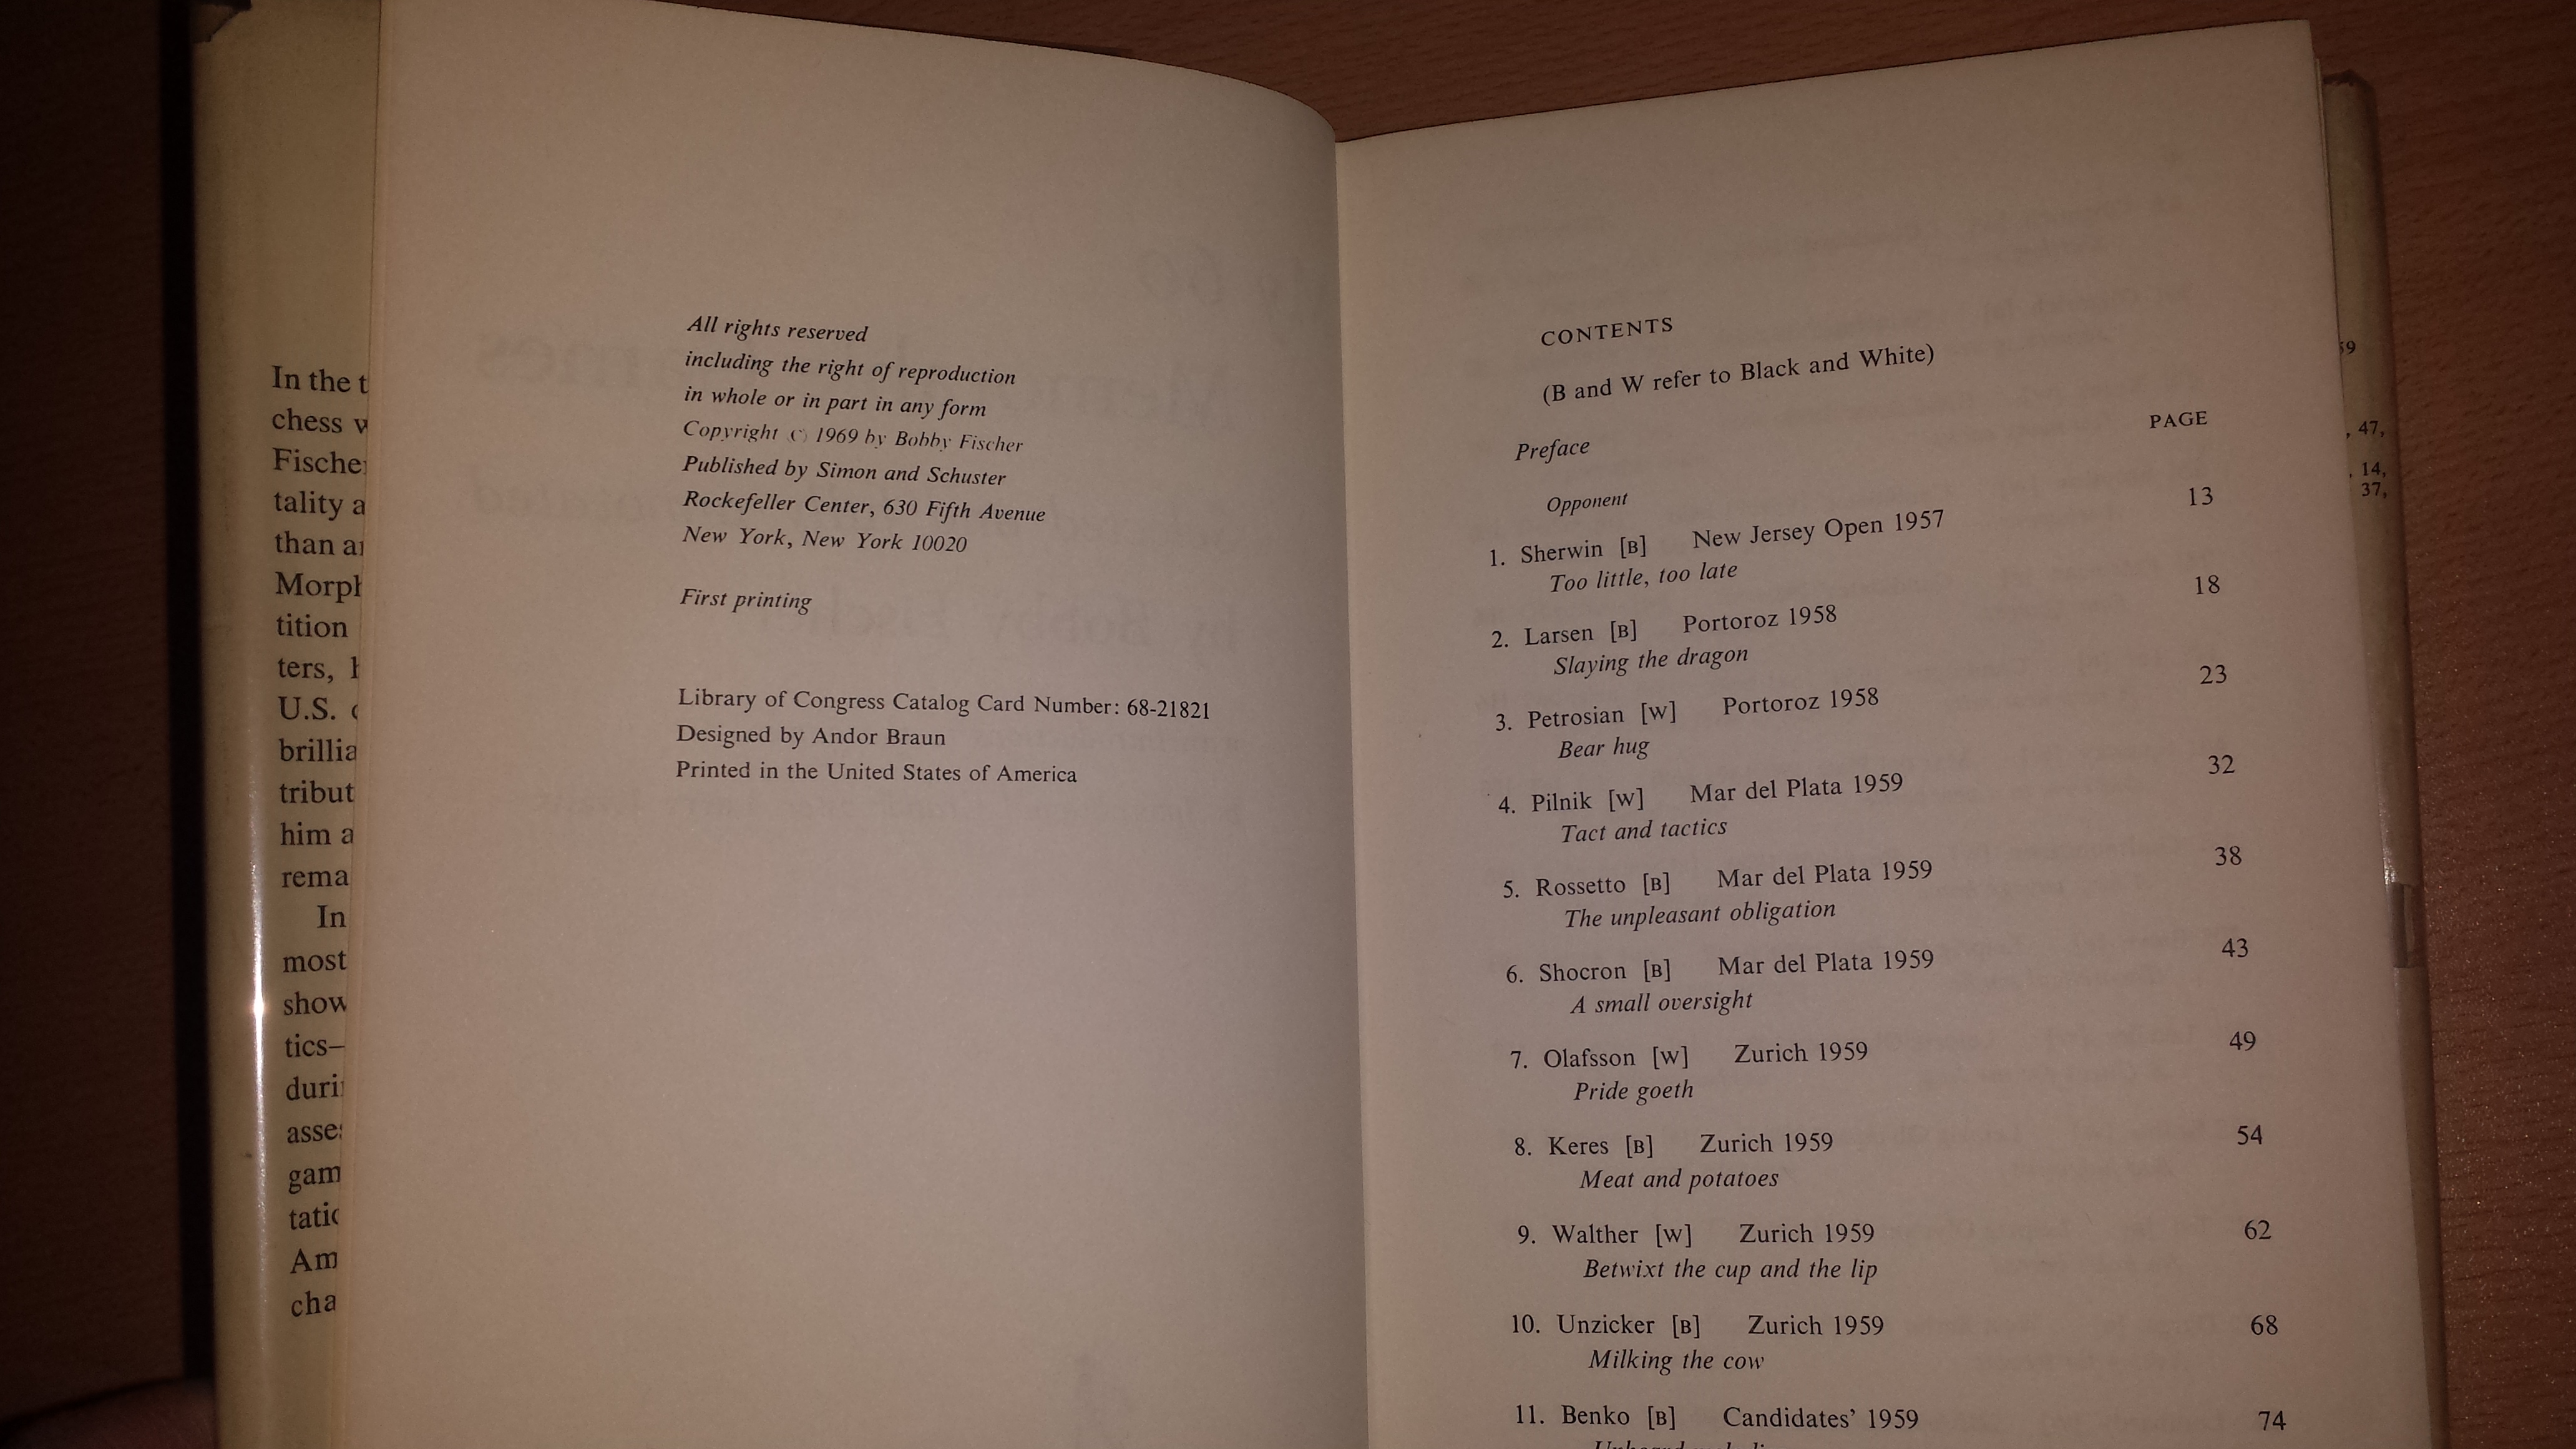 In the t
chess w
Fische
tality a
than a
Morph
tition
ters, h
U.S. c
brillia
tribut
him a
rema
In
most
show
tics—
duri
asse
gam
tatio
Am
cha
All rights reserved
including the right of reproduction
in whole or in part in any form
Copyright © 1969 by Bobby Fischer
Published by Simon and Schuster
Rockefeller Center, 630 Fifth Avenue
New York, New York 10020
First printing
Library of Congress Catalog Card Number: 68-21821
Designed by Andor Braun
Printed in the United States of America
CONTENTS
(B and W refer to Black and White)
PAGE
Preface
Opponent
1. Sherwin [B] New Jersey Open 1957 13
Too little, too late
2. Larsen [B] Portoroz 1958 18
Slaying the dragon
3. Petrosian [W] Portoroz 1958 23
Bear hug
4. Pilnik [W] Mar del Plata 1959 32
Tact and tactics
5. Rossetto [B] Mar del Plata 1959 38
The unpleasant obligation
6. Shocron [B] Mar del Plata 1959 43
A small oversight
7. Olafsson [W] Zurich 1959 49
Pride goeth
8. Keres [B] Zurich 1959 54
Meat and potatoes
9. Walther [W] Zurich 1959 62
Betwixt the cup and the lip
10. Unzicker [B] Zurich 1959 68
Milking the cow
11. Benko [B] Candidates' 1959 74
59
, 47,
, 14,
37,